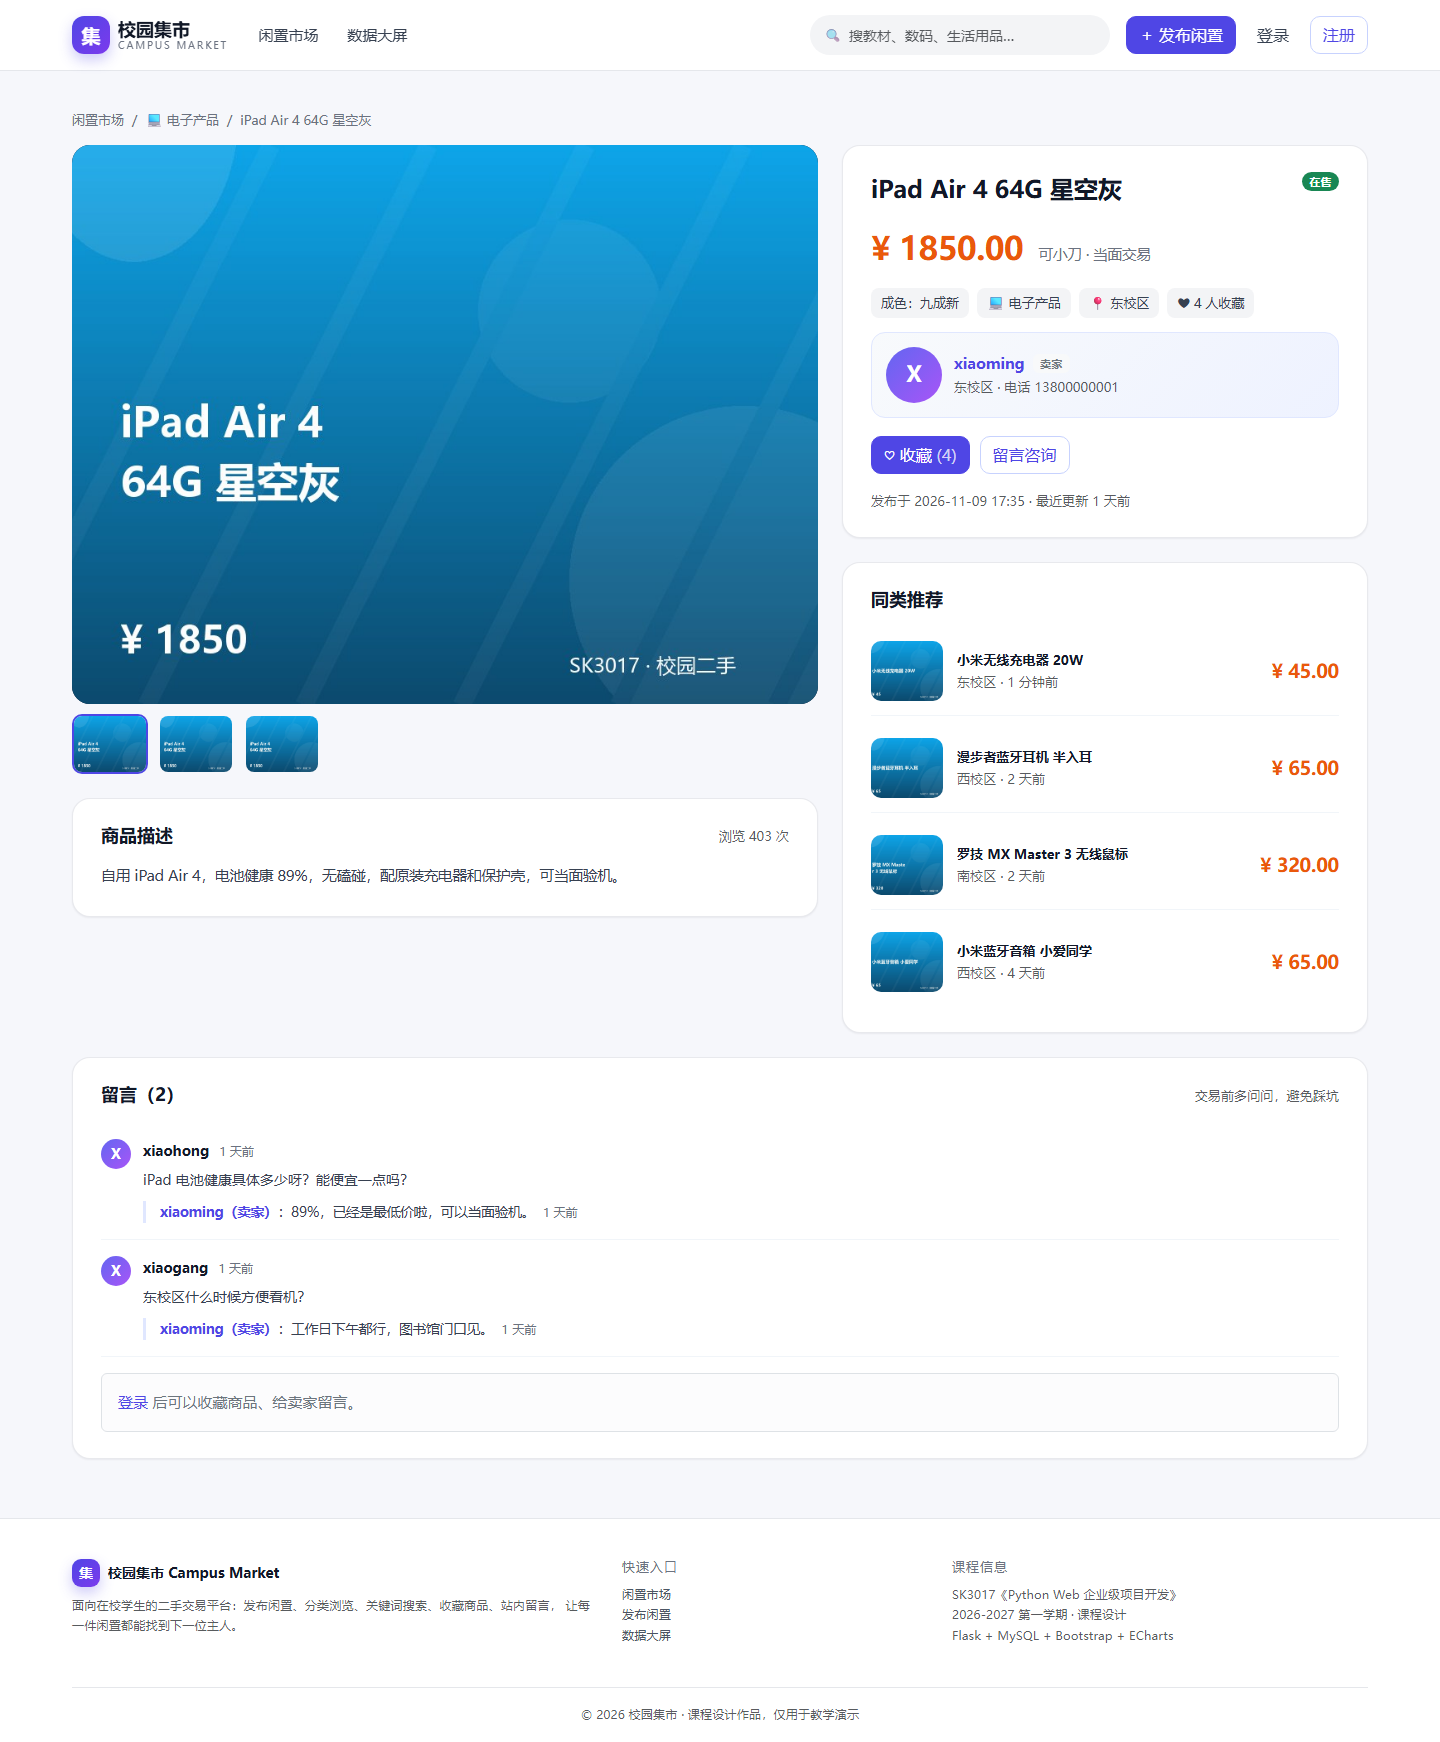 集 校园集市
CAMPUS MARKET
闲置市场 数据大屏
搜教材、数码、生活用品...
+ 发布闲置
登录
注册
闲置市场 / 电子产品 / iPad Air 4 64G 星空灰
iPad Air 4
64G 星空灰
¥ 1850
SK3017 · 校园二手
商品描述
浏览 403 次
自用 iPad Air 4，电池健康 89%，无磕碰，配原装充电器和保护壳，可当面验机。
iPad Air 4 64G 星空灰
在售
¥ 1850.00 可小刀 · 当面交易
成色：九成新 电子产品 东校区 ♥ 4 人收藏
X
xiaoming 卖家
东校区 · 电话 13800000001
♡ 收藏 (4) 留言咨询
发布于 2026-11-09 17:35 · 最近更新 1 天前
同类推荐
小米无线充电器 20W
东校区 · 1 分钟前
¥ 45.00
漫步者蓝牙耳机 半入耳
西校区 · 2 天前
¥ 65.00
罗技 MX Master 3 无线鼠标
南校区 · 2 天前
¥ 320.00
小米蓝牙音箱 小爱同学
西校区 · 4 天前
¥ 65.00
留言（2）
交易前多问问，避免踩坑
X
xiaohong 1 天前
iPad 电池健康具体多少呀？能便宜一点吗？
xiaoming（卖家）：89%，已经是最低价啦，可以当面验机。 1 天前
X
xiaogang 1 天前
东校区什么时候方便看机？
xiaoming（卖家）：工作日下午都行，图书馆门口见。 1 天前
登录 后可以收藏商品、给卖家留言。
集 校园集市 Campus Market
面向在校学生的二手交易平台：发布闲置、分类浏览、关键词搜索、收藏商品、站内留言， 让每
一件闲置都能找到下一位主人。
快速入口
闲置市场
发布闲置
数据大屏
课程信息
SK3017《Python Web 企业级项目开发》
2026-2027 第一学期 · 课程设计
Flask + MySQL + Bootstrap + ECharts
© 2026 校园集市 · 课程设计作品，仅用于教学演示